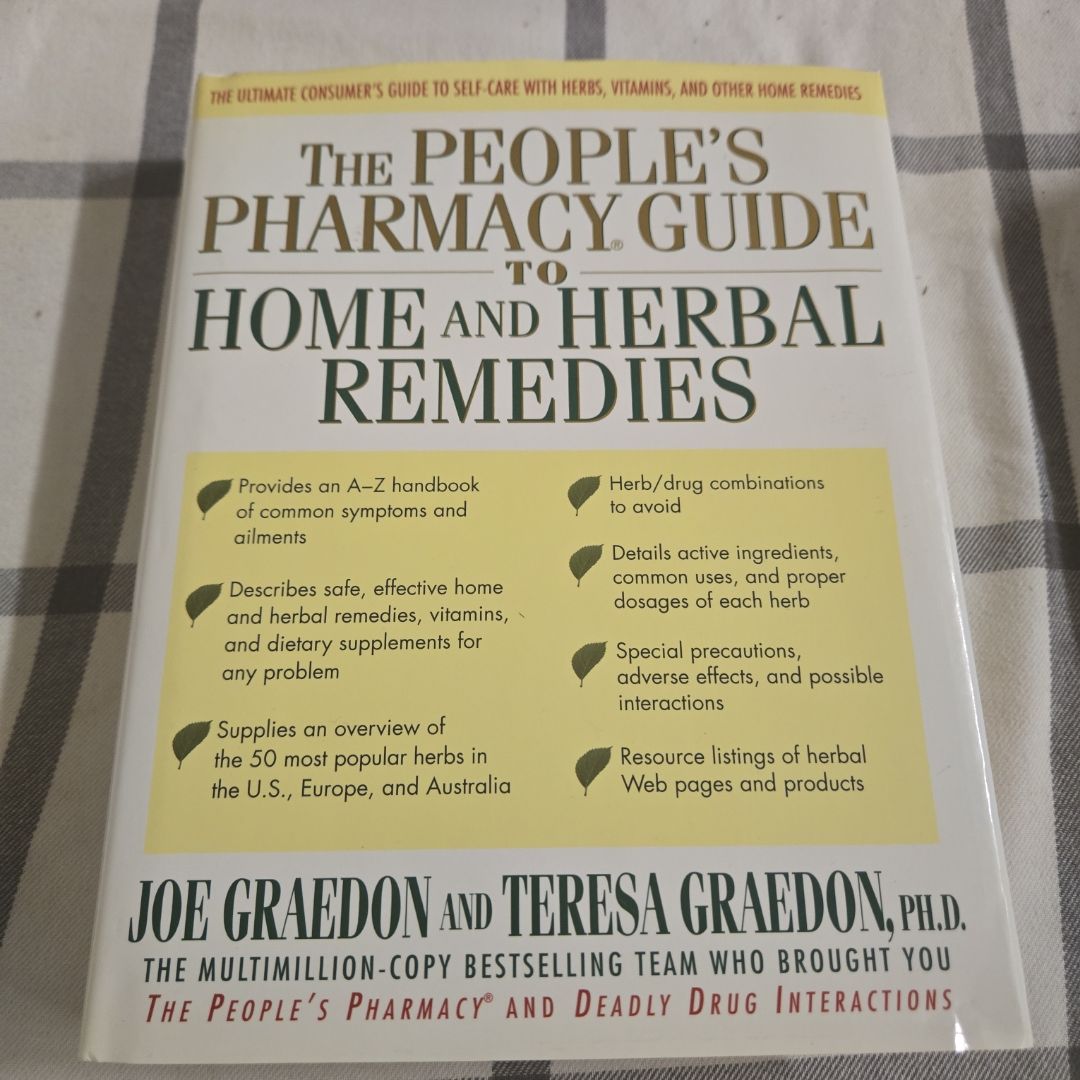 THE ULTIMATE CONSUMER'S GUIDE TO SELF-CARE WITH HERBS, VITAMINS, AND OTHER HOME REMEDIES
THE PEOPLE'S
PHARMACY® GUIDE
TO
HOME AND HERBAL
REMEDIES
Provides an A–Z handbook
of common symptoms and
ailments
Describes safe, effective home
and herbal remedies, vitamins,
and dietary supplements for
any problem
Supplies an overview of
the 50 most popular herbs in
the U.S., Europe, and Australia
Herb/drug combinations
to avoid
Details active ingredients,
common uses, and proper
dosages of each herb
Special precautions,
adverse effects, and possible
interactions
Resource listings of herbal
Web pages and products
JOE GRAEDON AND TERESA GRAEDON, PH.D.
THE MULTIMILLION-COPY BESTSELLING TEAM WHO BROUGHT YOU
THE PEOPLE'S PHARMACY® AND DEADLY DRUG INTERACTIONS